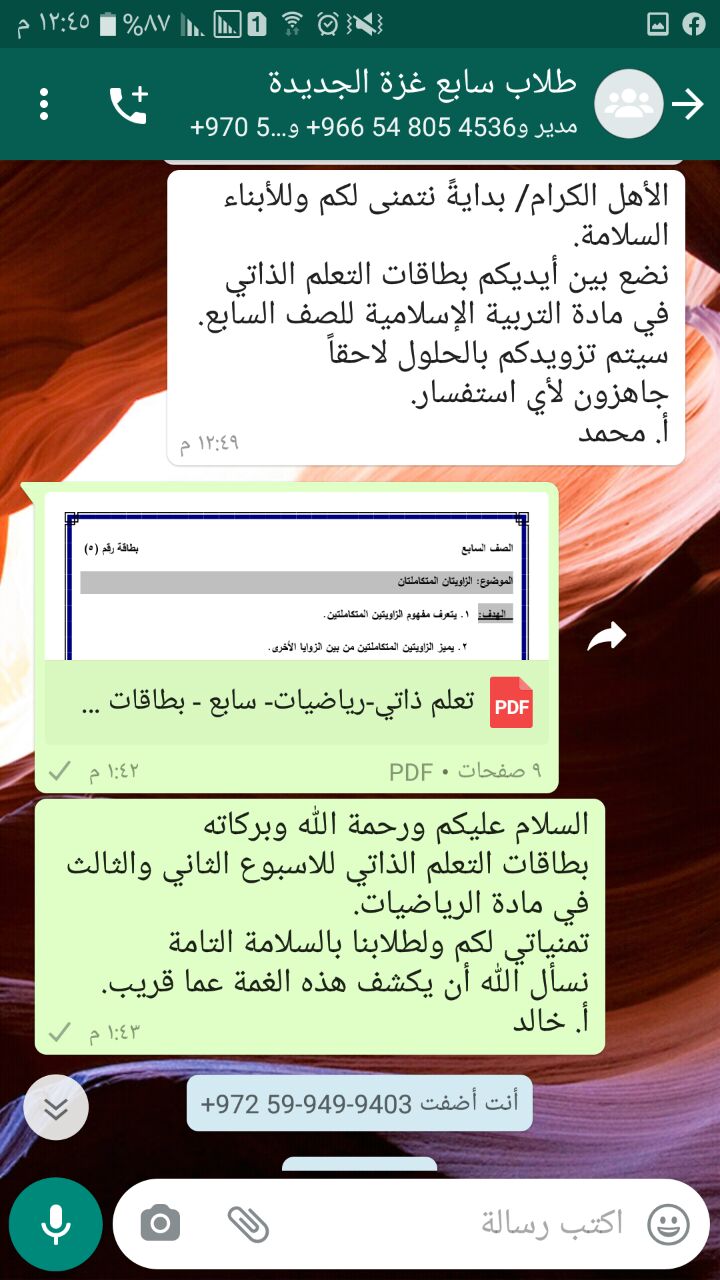 ١٢:٤٥ م ٨٧% 1
طلاب سابع غزة الجديدة
مدير و‎+966 54 805 4536 و...‎+970 5
الأهل الكرام/ بدايةً نتمنى لكم وللأبناء
السلامة.
نضع بين أيديكم بطاقات التعلم الذاتي
في مادة التربية الإسلامية للصف السابع.
سيتم تزويدكم بالحلول لاحقاً
جاهزون لأي استفسار.
أ. محمد
١٢:٤٩ م
الصف السابع بطاقة رقم (٥)
الموضوع: الزاويتان المتكاملتان
الهدف: ١. يتعرف مفهوم الزاويتين المتكاملتين.
٢. يميز الزاويتين المتكاملتين من بين الزوايا الأخرى.
PDF تعلم ذاتي-رياضيات- سابع - بطاقات ...
٩ صفحات • PDF ١:٤٢ م
السلام عليكم ورحمة الله وبركاته
بطاقات التعلم الذاتي للاسبوع الثاني والثالث
في مادة الرياضيات.
تمنياتي لكم ولطلابنا بالسلامة التامة
نسأل الله أن يكشف هذه الغمة عما قريب.
أ. خالد
١:٤٣ م
أنت أضفت ‎+972 59-949-9403
اكتب رسالة